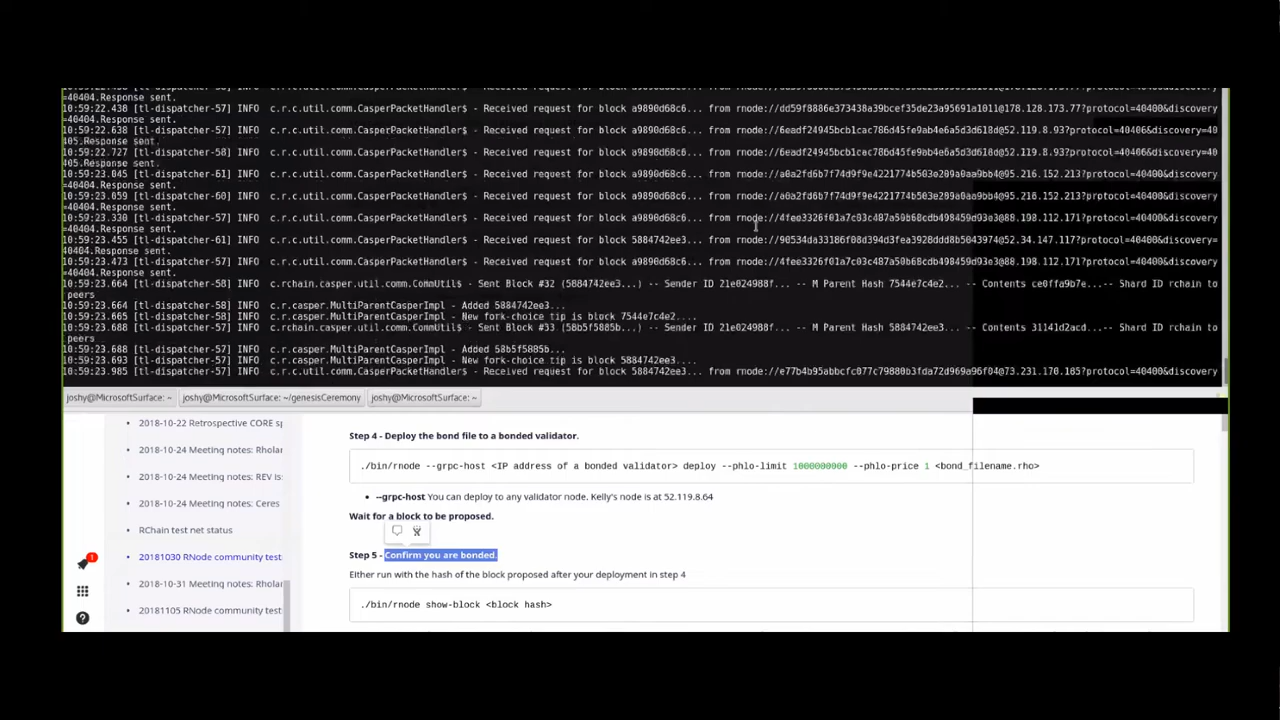 =40404.Response sent.
10:59:22.438 [tl-dispatcher-57] INFO  c.r.c.util.comm.CasperPacketHandler$ - Received request for block a9890d68c6... from rnode://dd59f8886e373438a39bcef35de23a95691a1011@178.128.173.77?protocol=40400&discovery
=40404.Response sent.
10:59:22.638 [tl-dispatcher-57] INFO  c.r.c.util.comm.CasperPacketHandler$ - Received request for block a9890d68c6... from rnode://6eadf24945bcb1cac786d45fe9ab4e6a5d3d618d@52.119.8.93?protocol=40406&discovery=40
405.Response sent.
10:59:22.727 [tl-dispatcher-58] INFO  c.r.c.util.comm.CasperPacketHandler$ - Received request for block a9890d68c6... from rnode://6eadf24945bcb1cac786d45fe9ab4e6a5d3d618d@52.119.8.93?protocol=40406&discovery=40
405.Response sent.
10:59:23.045 [tl-dispatcher-61] INFO  c.r.c.util.comm.CasperPacketHandler$ - Received request for block a9890d68c6... from rnode://a0a2fd6b7f74d9f9e4221774b503e209a0aa9bb4@95.216.152.213?protocol=40404&discovery
=40404.Response sent.
10:59:23.059 [tl-dispatcher-60] INFO  c.r.c.util.comm.CasperPacketHandler$ - Received request for block a9890d68c6... from rnode://a0a2fd6b7f74d9f9e4221774b503e209a0aa9bb4@95.216.152.213?protocol=40404&discovery
=40404.Response sent.
10:59:23.330 [tl-dispatcher-61] INFO  c.r.c.util.comm.CasperPacketHandler$ - Received request for block a9890d68c6... from rnode://4fee3326f01a7c03c487a50b68cdb498459d93e3@88.198.112.171?protocol=40400&discovery
=40404.Response sent.
10:59:23.455 [tl-dispatcher-61] INFO  c.r.c.util.comm.CasperPacketHandler$ - Received request for block 5884742ee3... from rnode://90534da33186f08d394d3fea3928ddd8b5043974@52.34.147.117?protocol=40400&discovery=
40404.Response sent.
10:59:23.473 [tl-dispatcher-57] INFO  c.r.c.util.comm.CasperPacketHandler$ - Received request for block a9890d68c6... from rnode://4fee3326f01a7c03c487a50b68cdb498459d93e3@88.198.112.171?protocol=40400&discovery
=40404.Response sent.
10:59:23.664 [tl-dispatcher-58] INFO  c.rchain.casper.util.comm.CommUtil$ - Sent Block #32 (5884742ee3...) -- Sender ID 21e024988f... -- M Parent Hash 7544e7c4e2... -- Contents ce0ffa9b7e...-- Shard ID rchain to
peers
10:59:23.664 [tl-dispatcher-58] INFO  c.r.casper.MultiParentCasperImpl - Added 5884742ee3...
10:59:23.665 [tl-dispatcher-58] INFO  c.r.casper.MultiParentCasperImpl - New fork-choice tip is block 7544e7c4e2....
10:59:23.688 [tl-dispatcher-57] INFO  c.rchain.casper.util.comm.CommUtil$ - Sent Block #33 (58b5f5885b...) -- Sender ID 21e024988f... -- M Parent Hash 5884742ee3... -- Contents 31141d2acd...-- Shard ID rchain to
peers
10:59:23.688 [tl-dispatcher-57] INFO  c.r.casper.MultiParentCasperImpl - Added 58b5f5885b...
10:59:23.693 [tl-dispatcher-57] INFO  c.r.casper.MultiParentCasperImpl - New fork-choice tip is block 5884742ee3....
10:59:23.985 [tl-dispatcher-58] INFO  c.r.c.util.comm.CasperPacketHandler$ - Received request for block 5884742ee3... from rnode://e77b4b95abbcfc077c79880b3fda72d969a96f04@73.231.170.185?protocol=40400&discovery
joshy@MicrosoftSurface: ~ joshy@MicrosoftSurface: ~/genesisCeremony joshy@MicrosoftSurface: ~
2018-10-22 Retrospective CORE sp
2018-10-24 Meeting notes: Rholar
2018-10-24 Meeting notes: REV is:
2018-10-24 Meeting notes: Ceres
RChain test net status
20181030 RNode community test
2018-10-31 Meeting notes: Rholar
20181105 RNode community test
1
Step 4 - Deploy the bond file to a bonded validator.
./bin/rnode --grpc-host <IP address of a bonded validator> deploy --phlo-limit 1000000000 --phlo-price 1 <bond_filename.rho>
--grpc-host You can deploy to any validator node. Kelly's node is at 52.119.8.64
Wait for a block to be proposed.
Step 5 - Confirm you are bonded.
Either run with the hash of the block proposed after your deployment in step 4
./bin/rnode show-block <block hash>